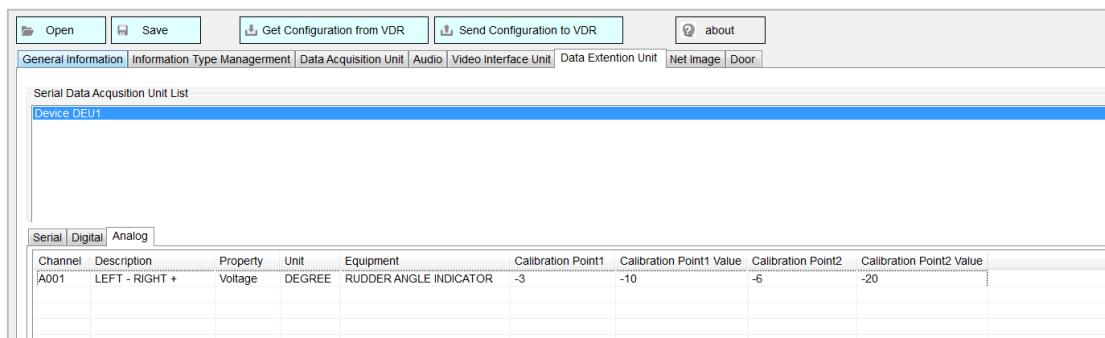 Open Save Get Configuration from VDR Send Configuration to VDR about
General Information Information Type Managerment Data Acquisition Unit Audio Video Interface Unit Data Extention Unit Net Image Door
Serial Data Acqusition Unit List
Device DEU1
Serial Digital Analog
Channel Description Property Unit Equipment Calibration Point1 Calibration Point1 Value Calibration Point2 Calibration Point2 Value
A001 LEFT - RIGHT + Voltage DEGREE RUDDER ANGLE INDICATOR -3 -10 -6 -20